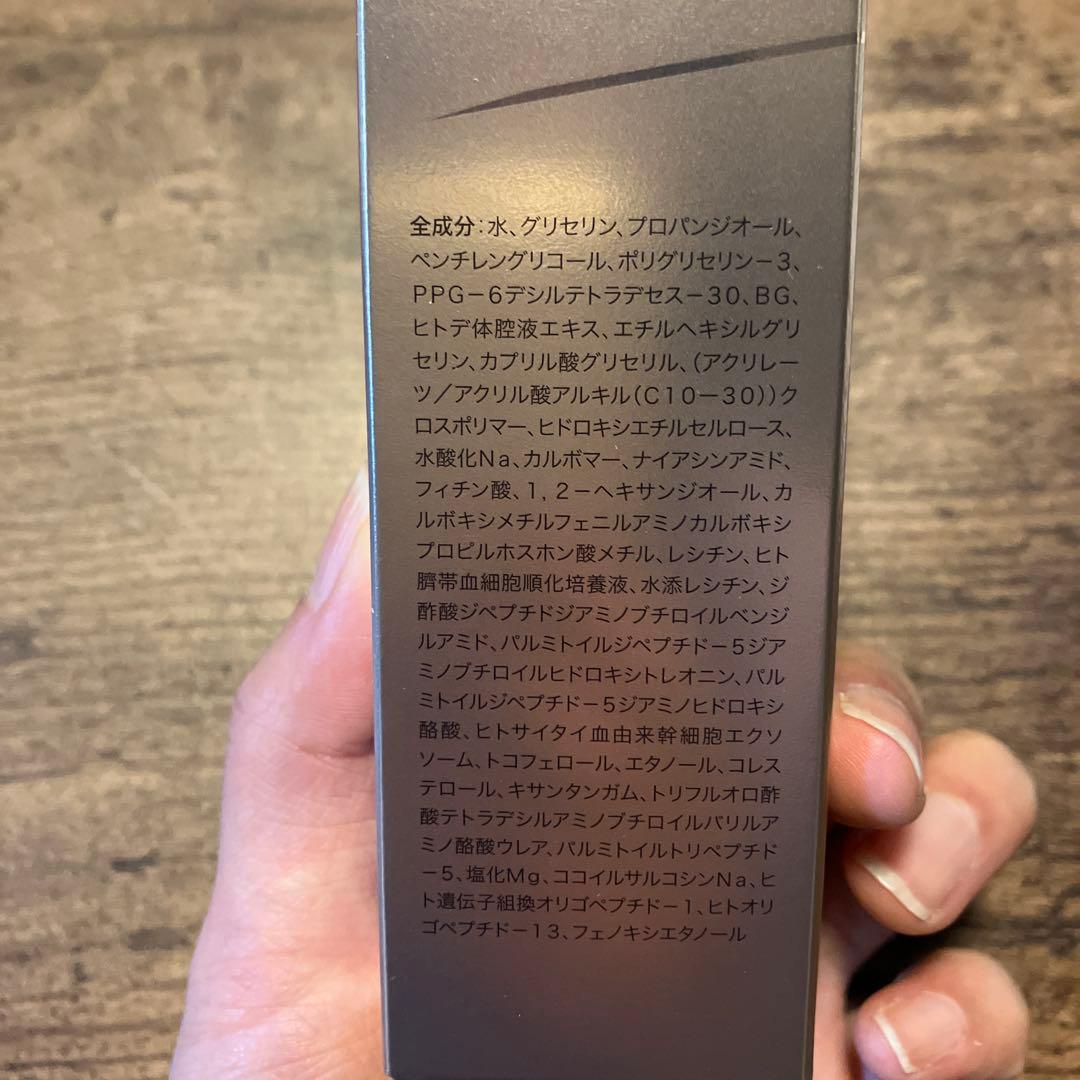 全成分:水、グリセリン、プロパンジオール、
ペンチレングリコール、ポリグリセリン－3、
PPG－6デシルテトラデセス－30、BG、
ヒトデ体腔液エキス、エチルヘキシルグリ
セリン、カプリル酸グリセリル、(アクリレー
ツ／アクリル酸アルキル(C10－30))ク
ロスポリマー、ヒドロキシエチルセルロース、
水酸化Na、カルボマー、ナイアシンアミド、
フィチン酸、1,2－ヘキサンジオール、カ
ルボキシメチルフェニルアミノカルボキシ
プロピルホスホン酸メチル、レシチン、ヒト
臍帯血細胞順化培養液、水添レシチン、ジ
酢酸ジペプチドジアミノブチロイルベンジ
ルアミド、パルミトイルジペプチド－5ジア
ミノブチロイルヒドロキシトレオニン、パル
ミトイルジペプチド－5ジアミノヒドロキシ
酪酸、ヒトサイタイ血由来幹細胞エクソ
ソーム、トコフェロール、エタノール、コレス
テロール、キサンタンガム、トリフルオロ酢
酸テトラデシルアミノブチロイルバリルア
ミノ酪酸ウレア、パルミトイルトリペプチド
－5、塩化Mg、ココイルサルコシンNa、ヒ
ト遺伝子組換オリゴペプチド－1、ヒトオリ
ゴペプチド－13、フェノキシエタノール